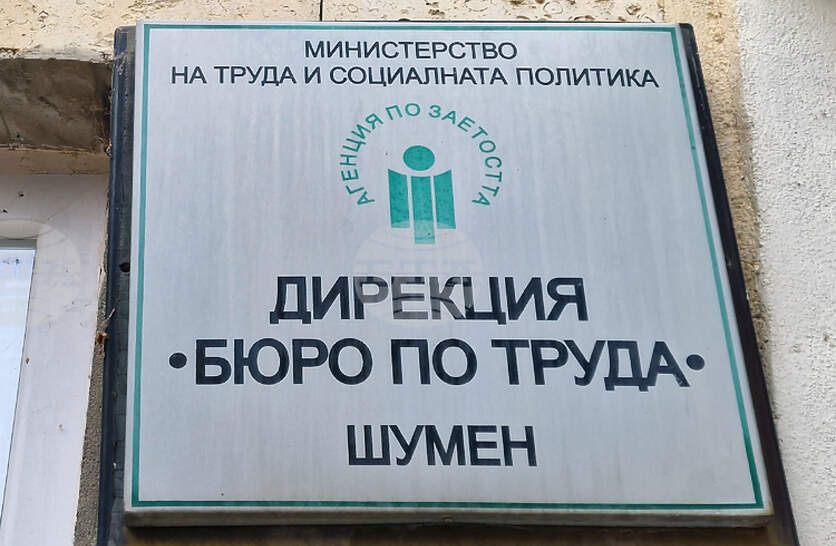 МИНИСТЕРСТВО
НА ТРУДА И СОЦИАЛНАТА ПОЛИТИКА
АГЕНЦИЯ ПО ЗАЕТОСТТА
ДИРЕКЦИЯ
•БЮРО ПО ТРУДА•
ШУМЕН